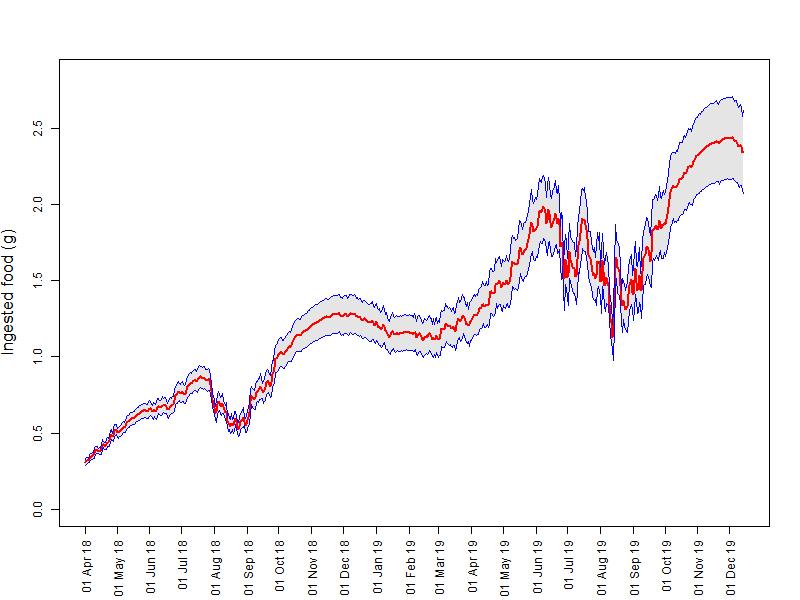 Ingested food (g)
2.5
2.0
1.5
1.0
0.5
0.0
01 Apr 18
01 May 18
01 Jun 18
01 Jul 18
01 Aug 18
01 Sep 18
01 Oct 18
01 Nov 18
01 Dec 18
01 Jan 19
01 Feb 19
01 Mar 19
01 Apr 19
01 May 19
01 Jun 19
01 Jul 19
01 Aug 19
01 Sep 19
01 Oct 19
01 Nov 19
01 Dec 19